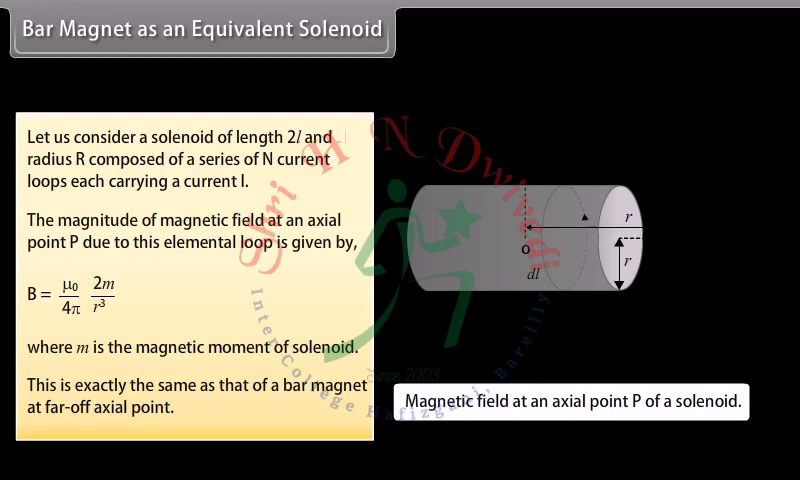 Bar Magnet as an Equivalent Solenoid
Let us consider a solenoid of length 2l and
radius R composed of a series of N current
loops each carrying a current I.
The magnitude of magnetic field at an axial
point P due to this elemental loop is given by,
B = μ₀/4π 2m/r³
where m is the magnetic moment of solenoid.
This is exactly the same as that of a bar magnet
at far-off axial point.
r
O
r
dl
Magnetic field at an axial point P of a solenoid.
Shri H N Dwivedi
Inter College Hafizganj, Bareilly
Since 2003